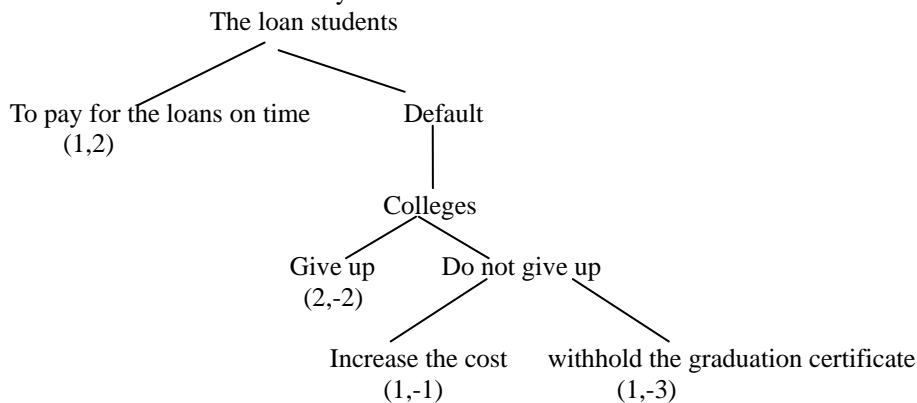 The loan students
To pay for the loans on time Default
(1,2)
Colleges
Give up Do not give up
(2,-2)
Increase the cost withhold the graduation certificate
(1,-1) (1,-3)